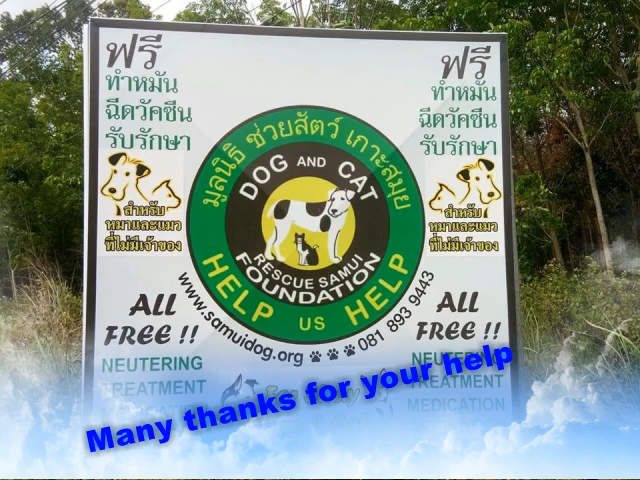 ฟรี
ทำหมัน
ฉีดวัคซีน
รับรักษา
สำหรับ
หมาและแมว
ที่ไม่มีเจ้าของ
ฟรี
ทำหมัน
ฉีดวัคซีน
รับรักษา
สำหรับ
หมาและแมว
ที่ไม่มีเจ้าของ
มูลนิธิ ช่วยสัตว์ เกาะสมุย
DOG AND CAT
RESCUE SAMUI
FOUNDATION
HELP US HELP
www.samuidog.org
081 893 9443
ALL
FREE !!
NEUTERING
TREATMENT
ALL
FREE !!
NEUTERING
TREATMENT
MEDICATION
Many thanks for your help